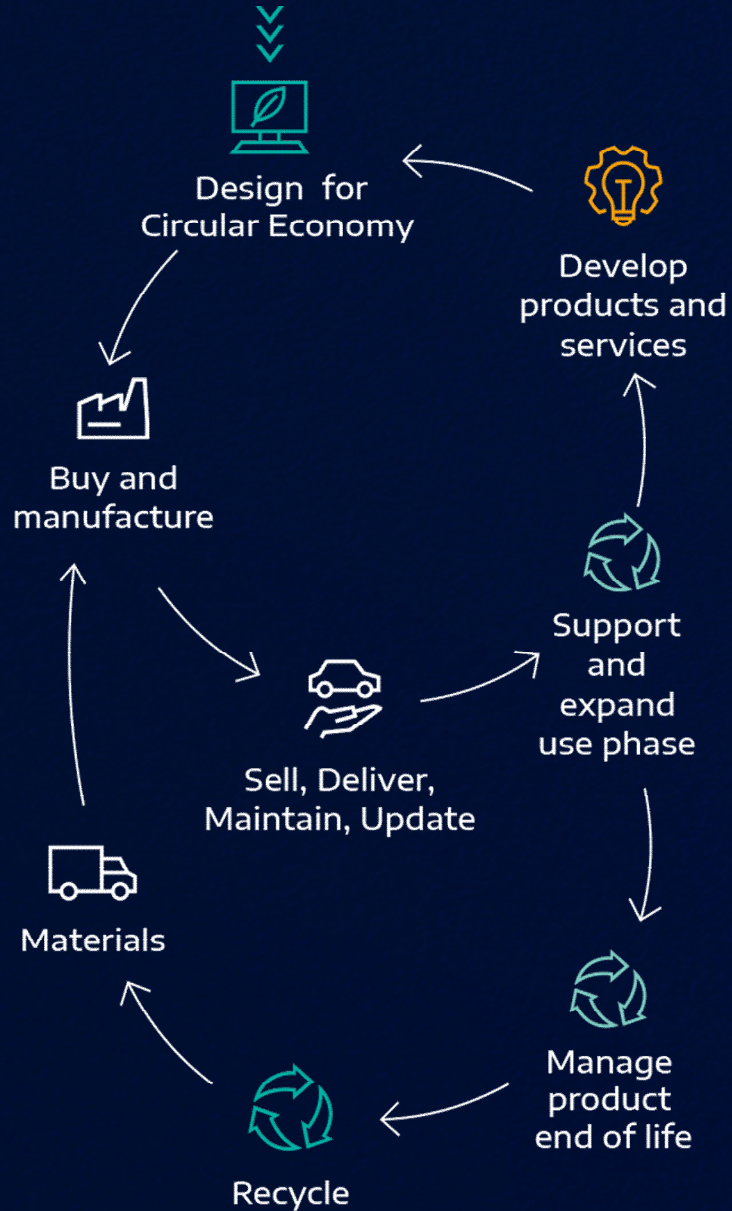 Design for
Circular Economy
Develop
products and
services
Buy and
manufacture
Support
and
expand
use phase
Sell, Deliver,
Maintain, Update
Materials
Manage
product
end of life
Recycle